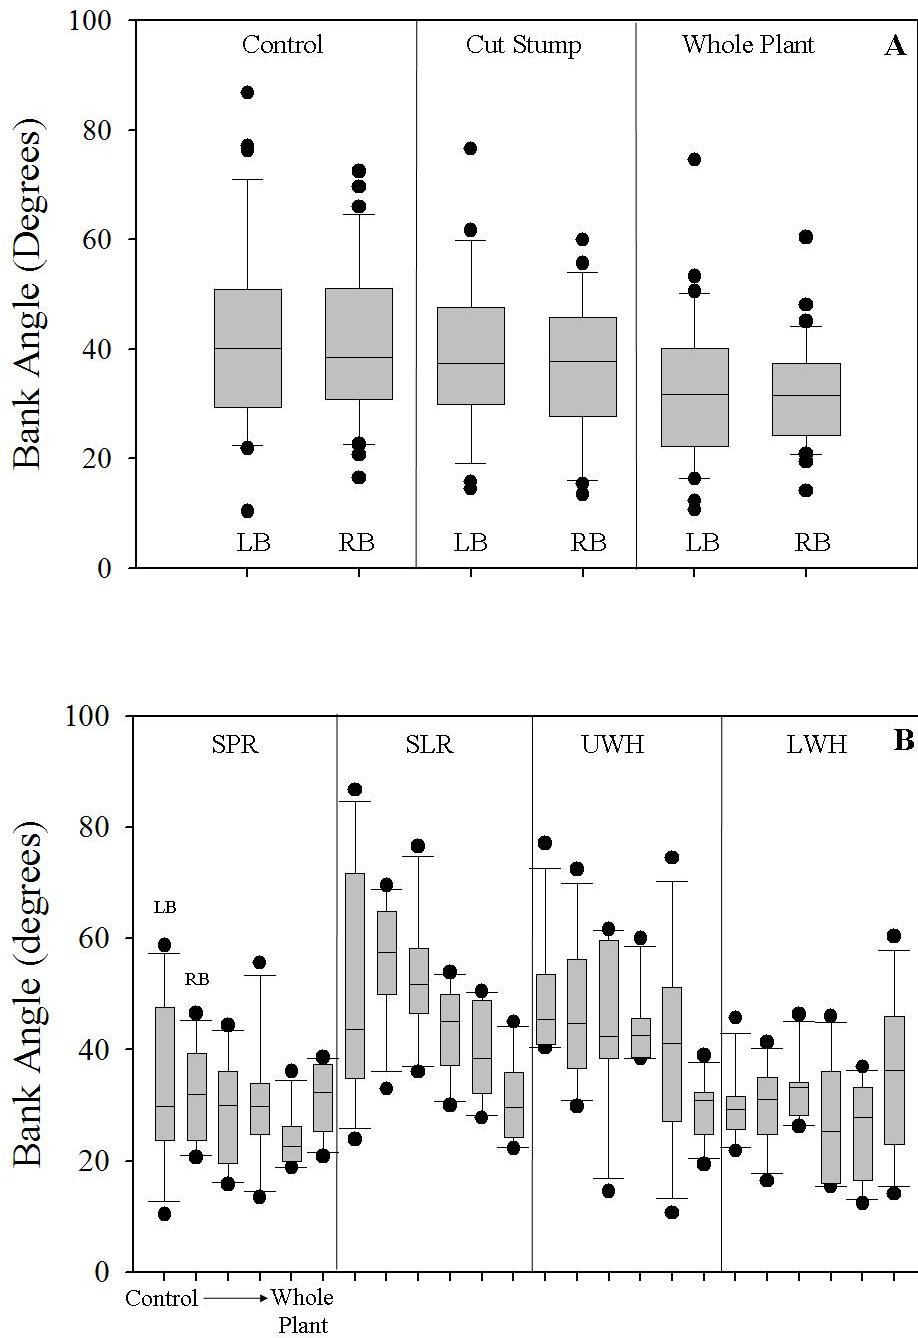 100
Control Cut Stump Whole Plant A
80
60
40
20
0
Bank Angle (Degrees)
LB RB LB RB LB RB
100
SPR SLR UWH LWH B
80
60
40
20
0
Bank Angle (degrees)
LB
RB
Control Whole
Plant